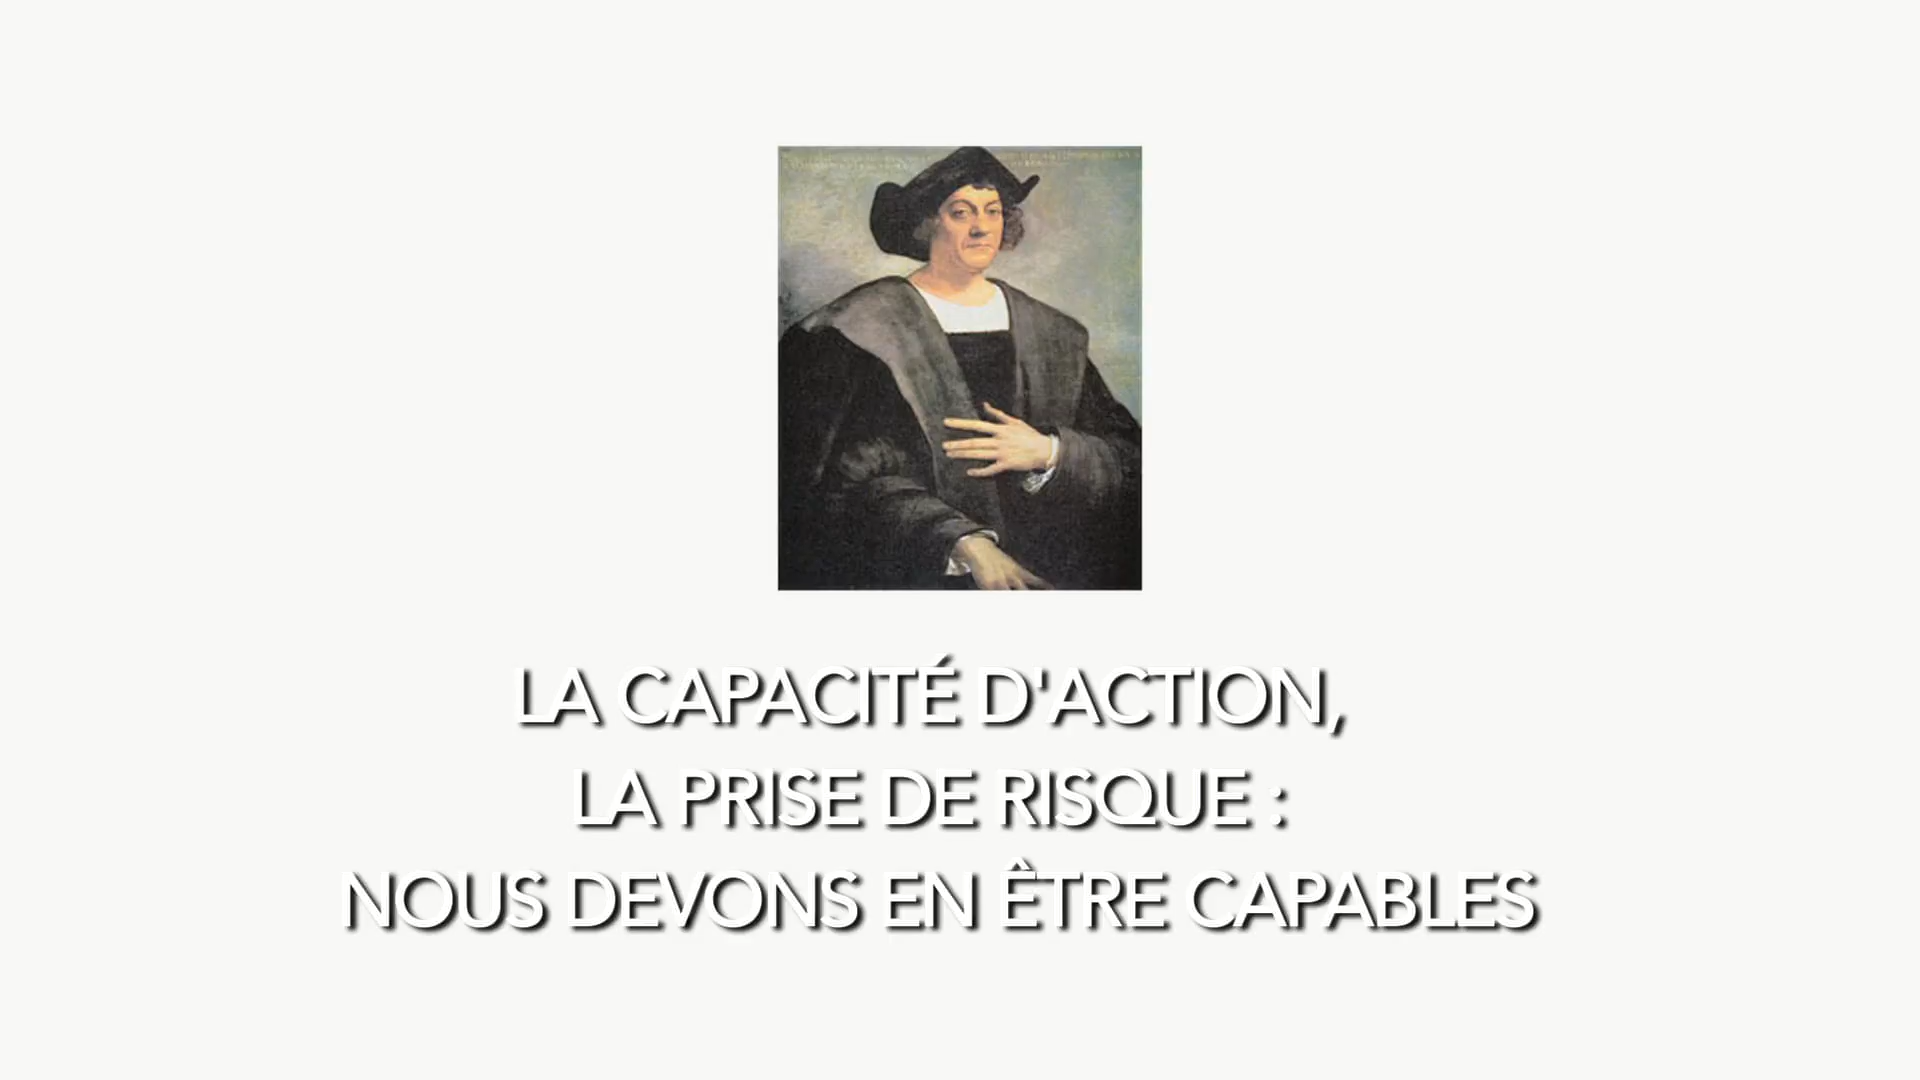 LA CAPACITÉ D'ACTION,
LA PRISE DE RISQUE :
NOUS DEVONS EN ÊTRE CAPABLES